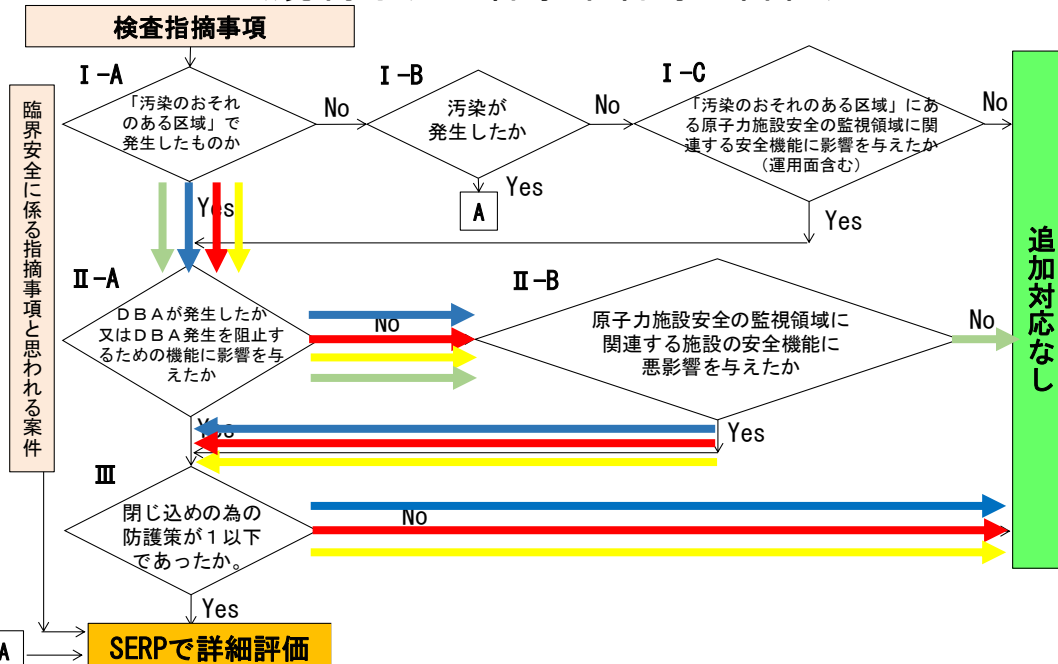 検査指摘事項
Ⅰ-A
「汚染のおそれ
のある区域」で
発生したものか
No
Yes
Ⅰ-B
汚染が
発生したか
No
Yes
A
Ⅰ-C
「汚染のおそれのある区域」にあ
る原子力施設安全の監視領域に関
連する安全機能に影響を与えたか
(運用面含む)
No
Yes
臨界安全に係る指摘事項と思われる案件
追加対応なし
Ⅱ-A
DBAが発生したか
又はDBA発生を阻止す
るための機能に影響を与
えたか
No
Yes
Ⅱ-B
原子力施設安全の監視領域に
関連する施設の安全機能に
悪影響を与えたか
No
Yes
Ⅲ
閉じ込めの為の
防護策が1以下
であったか。
No
Yes
A
SERPで詳細評価